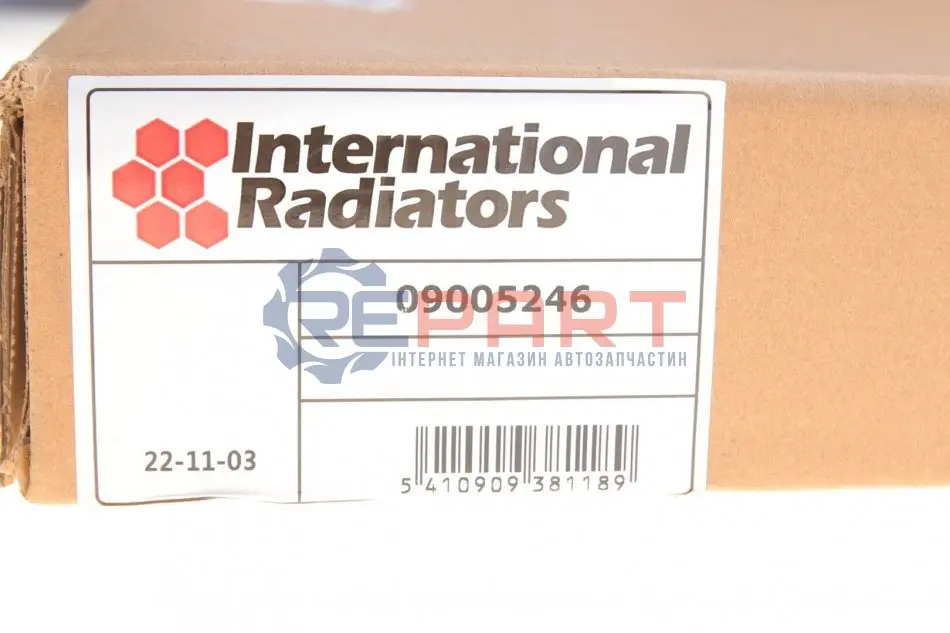 International
Radiators
09005246
REPART
ІНТЕРНЕТ МАГАЗИН АВТОЗАПЧАСТИН
22-11-03
5 410909 381189